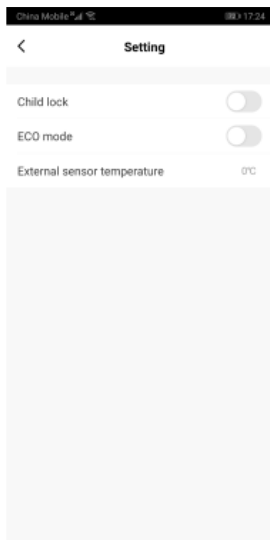 China Mobile 17:24
Setting
Child lock
ECO mode
External sensor temperature 0°C